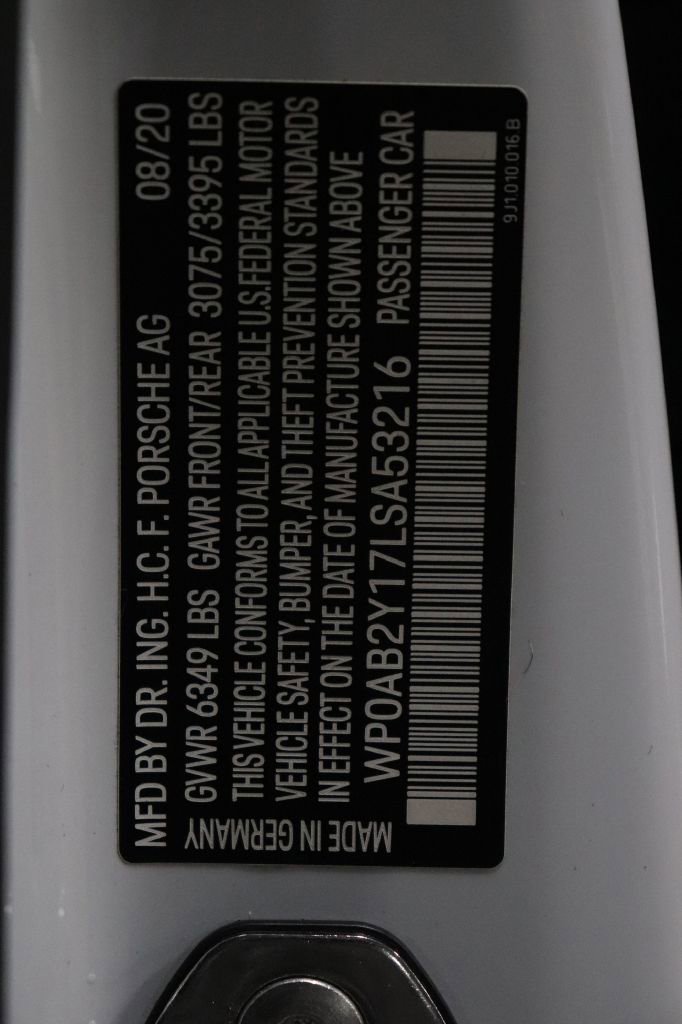 MFD BY DR. ING. H.C. F. PORSCHE AG 08/20
GVWR 6349 LBS GAWR FRONT/REAR 3075/3395 LBS
THIS VEHICLE CONFORMS TO ALL APPLICABLE U.S. FEDERAL MOTOR
VEHICLE SAFETY, BUMPER, AND THEFT PREVENTION STANDARDS
IN EFFECT ON THE DATE OF MANUFACTURE SHOWN ABOVE
WP0AB2Y17LSA53216 PASSENGER CAR
MADE IN GERMANY
9J1.010.016.B